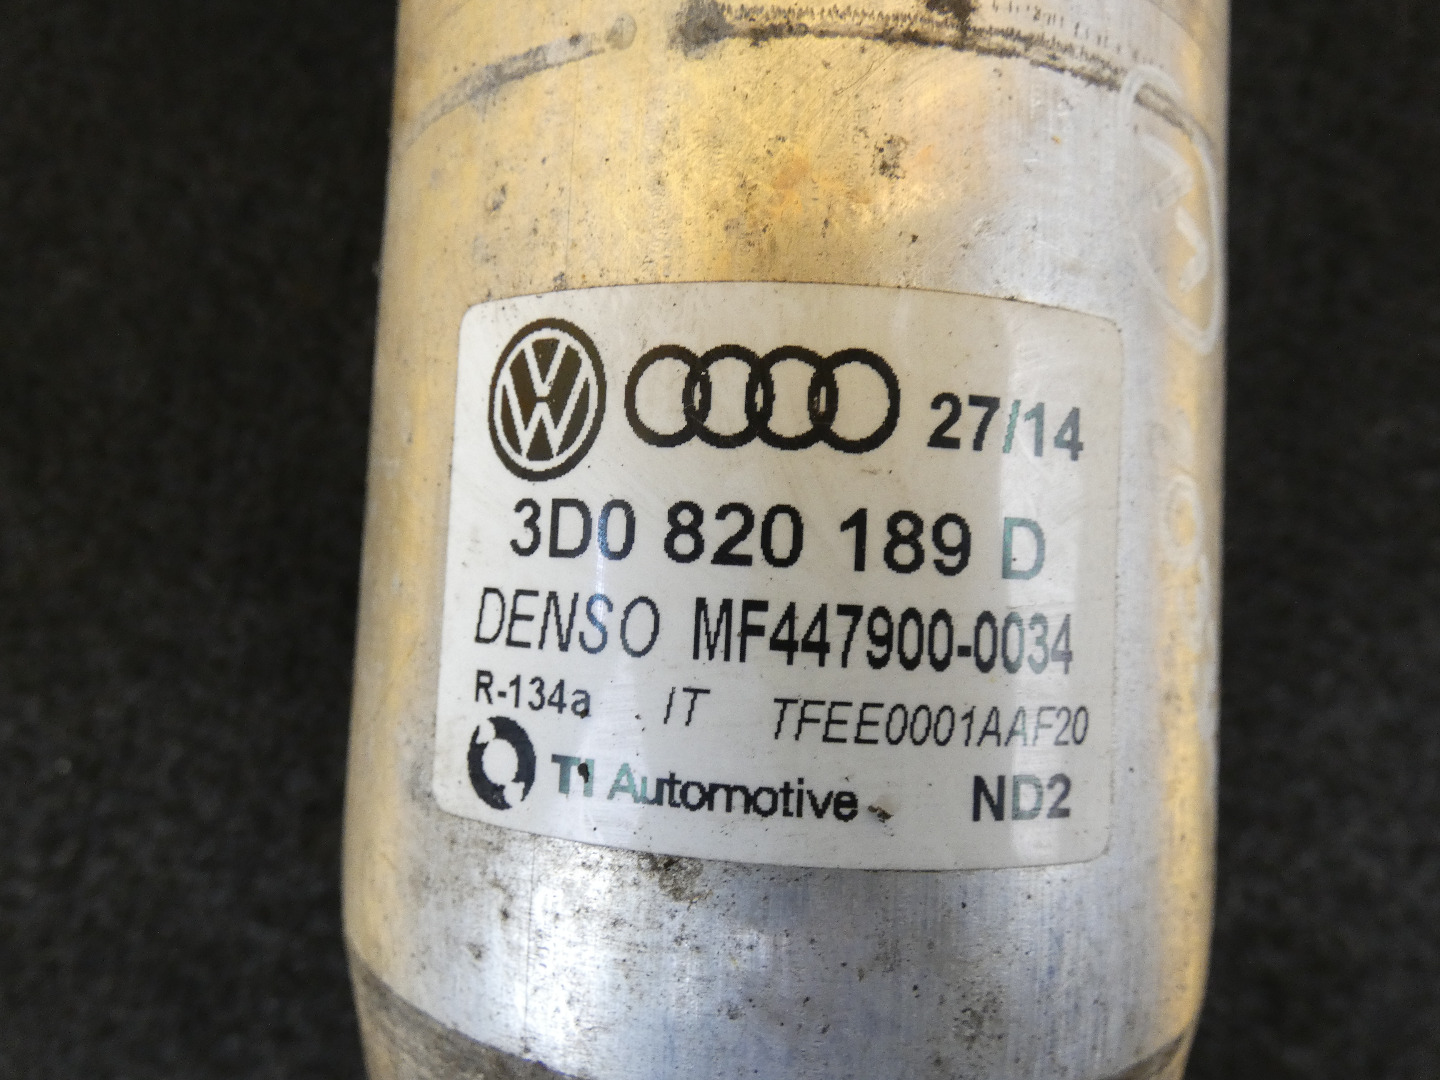 27/14
3D0 820 189 D
DENSO MF447900-0034
R-134a IT TFEE0001AAF20
TI Automotive ND2